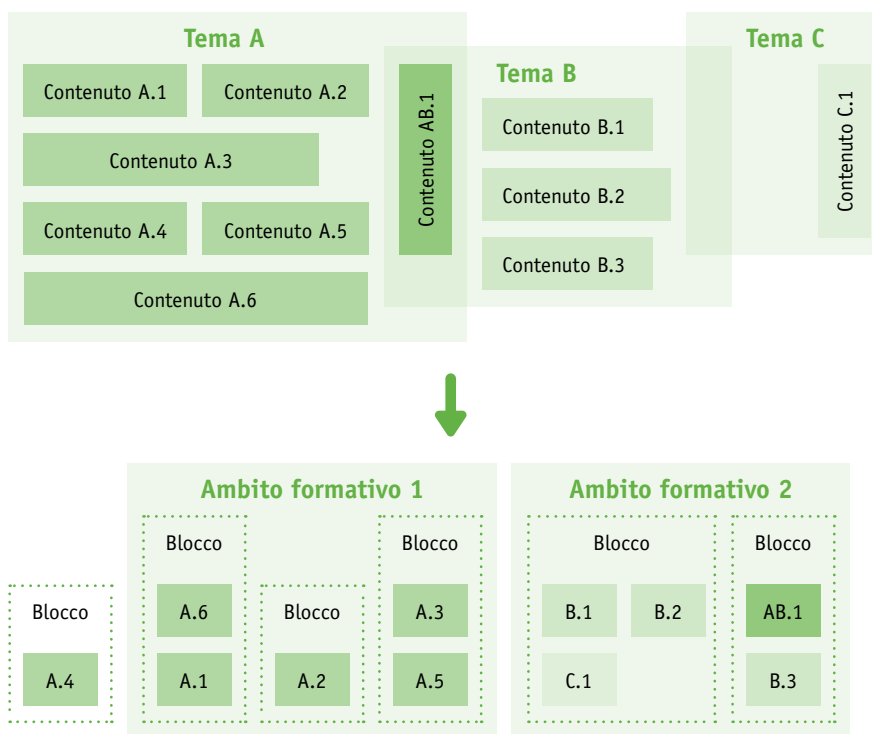 Tema A
Contenuto A.1
Contenuto A.2
Contenuto A.3
Contenuto A.4
Contenuto A.5
Contenuto A.6
Contenuto AB.1
Tema B
Contenuto B.1
Contenuto B.2
Contenuto B.3
Tema C
Contenuto C.1
Blocco
A.4
Ambito formativo 1
Blocco
A.6
A.1
Blocco
A.2
Blocco
A.3
A.5
Ambito formativo 2
Blocco
B.1
B.2
C.1
Blocco
AB.1
B.3